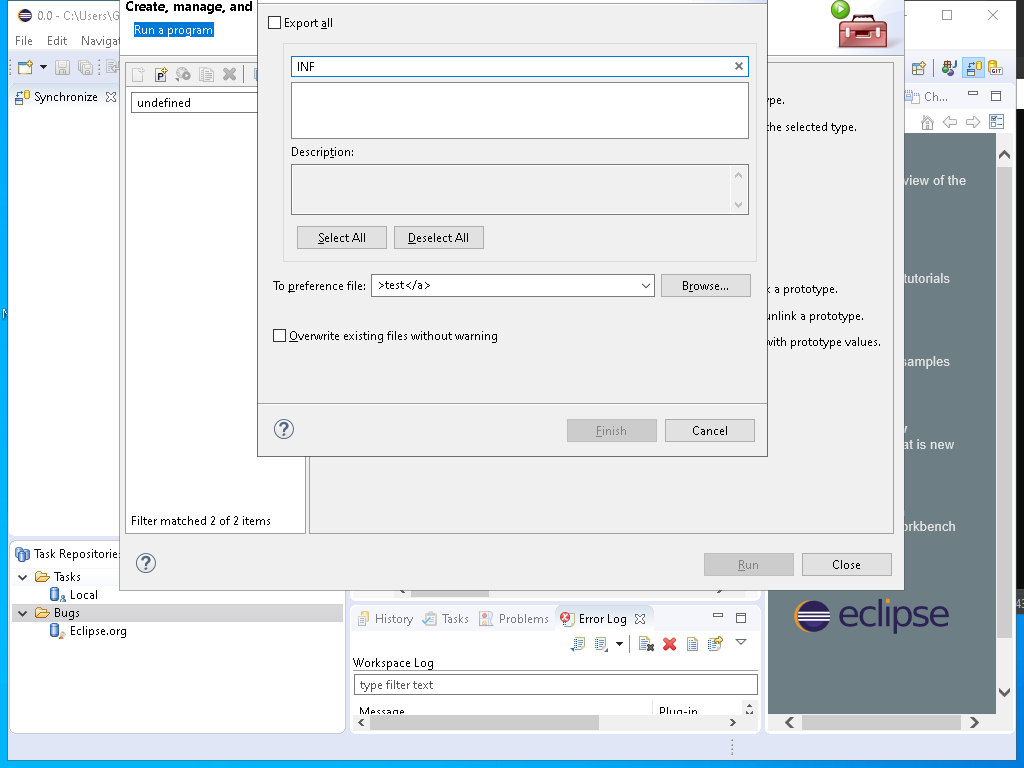 0.0 - C:\Users\G
File Edit Navigat
Synchronize
Create, manage, and
Run a program
undefined
Filter matched 2 of 2 items
Export all
INF
Description:
Select All Deselect All
To preference file: >test</a> Browse...
Overwrite existing files without warning
Finish Cancel
ype.
the selected type.
k a prototype.
unlink a prototype.
with prototype values.
Run Close
Ch...
view of the
tutorials
samples
at is new
orkbench
eclipse
Task Repositorie
Tasks
Local
Bugs
Eclipse.org
History Tasks Problems Error Log
Workspace Log
type filter text
Message Plug-in